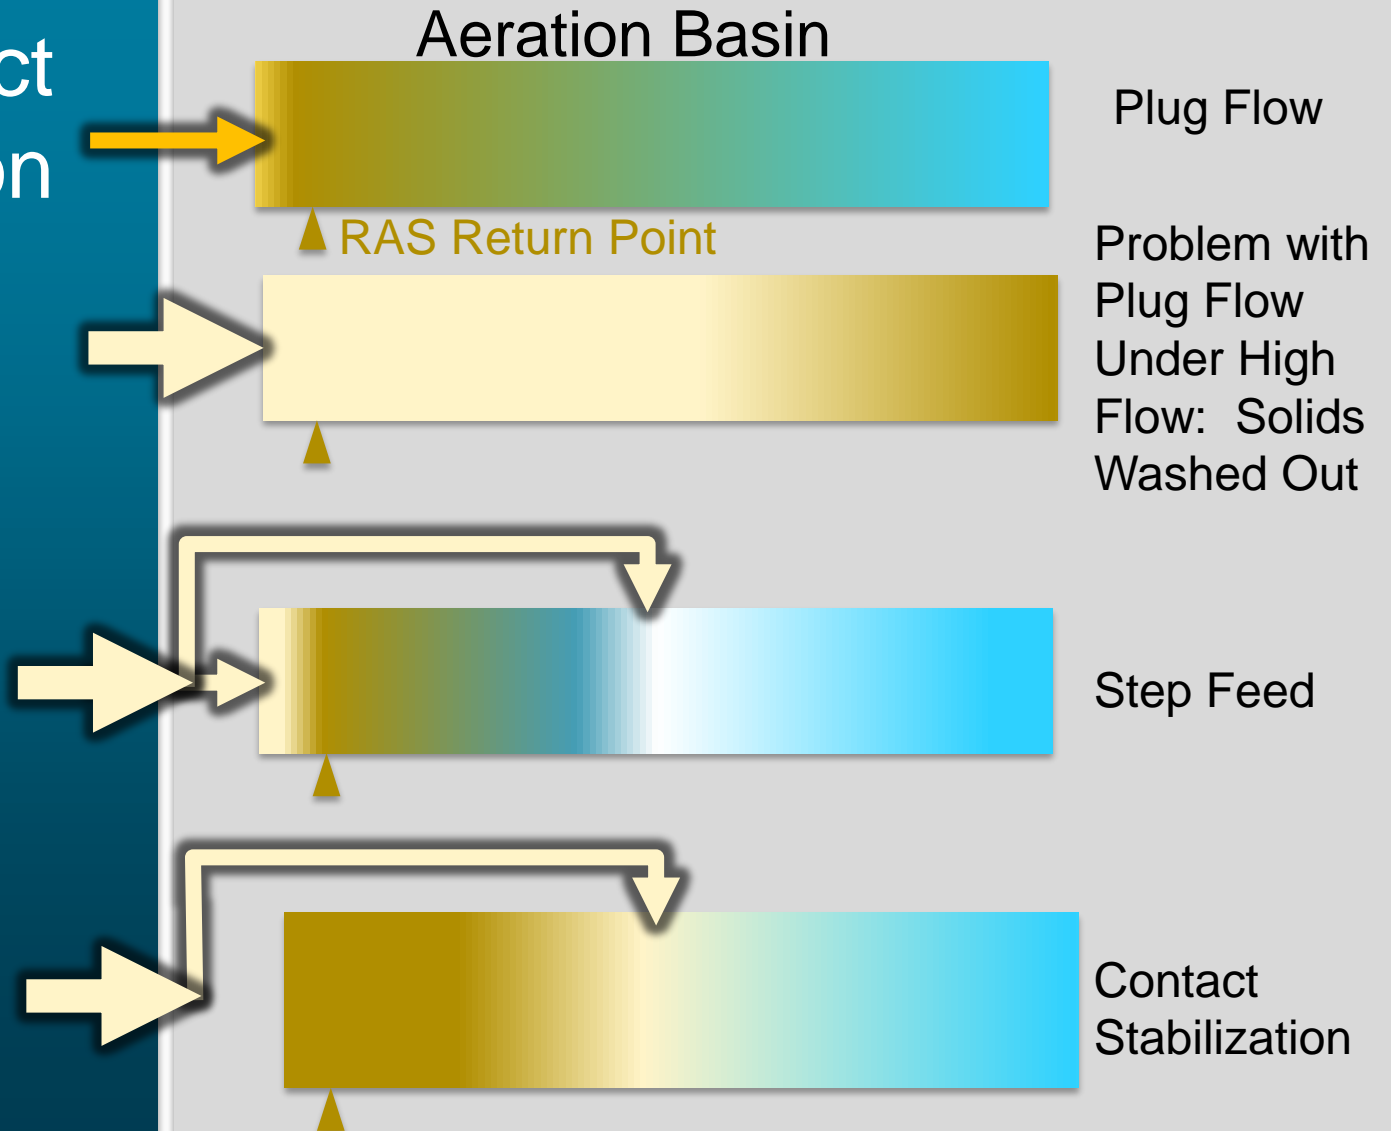 Aeration Basin
Plug Flow
RAS Return Point
Problem with
Plug Flow
Under High
Flow: Solids
Washed Out
Step Feed
Contact
Stabilization